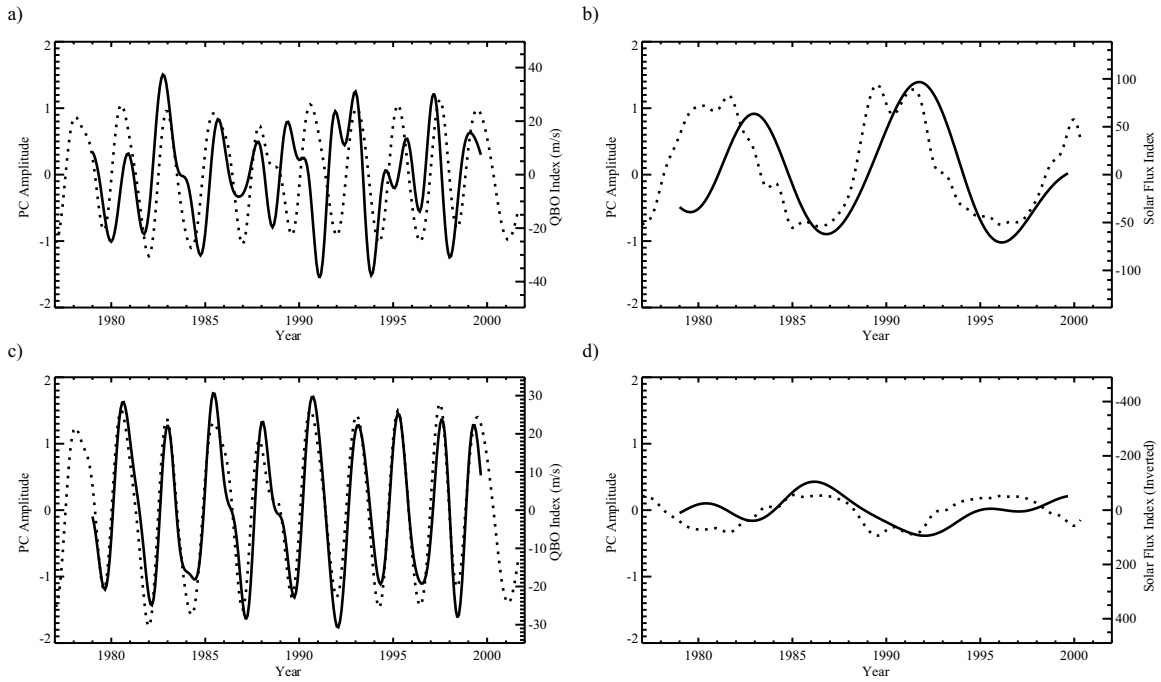 a)
2
1
0
-1
-2
PC Amplitude
40
20
0
-20
-40
QBO Index (m/s)
1980 1985 1990 1995 2000
Year
b)
2
1
0
-1
-2
PC Amplitude
100
50
0
-50
-100
Solar Flux Index
1980 1985 1990 1995 2000
Year
c)
2
1
0
-1
-2
PC Amplitude
30
20
10
0
-10
-20
-30
QBO Index (m/s)
1980 1985 1990 1995 2000
Year
d)
2
1
0
-1
-2
PC Amplitude
-400
-200
0
200
400
Solar Flux Index (Inverted)
1980 1985 1990 1995 2000
Year